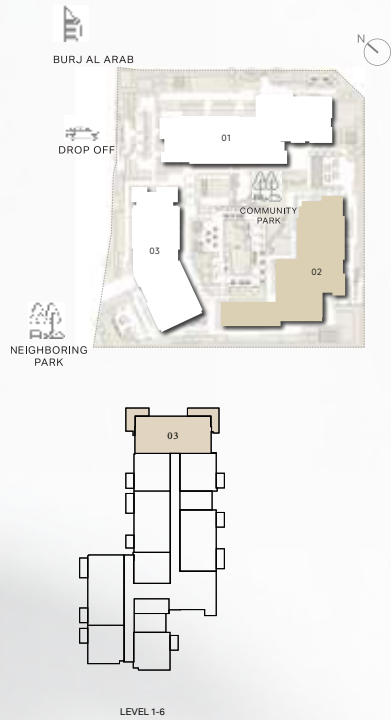 N
BURJ AL ARAB
DROP OFF
01
COMMUNITY
PARK
03
02
NEIGHBORING
PARK
03
LEVEL 1-6